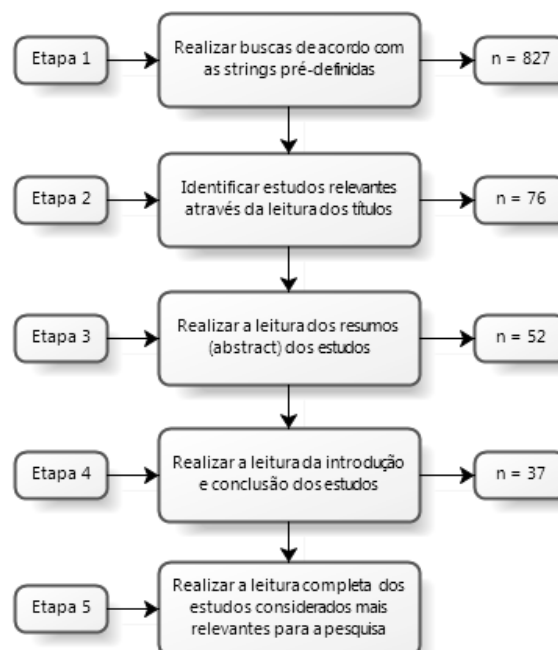 Etapa 1
Realizar buscas de acordo com
as strings pré-definidas
n = 827
Etapa 2
Identificar estudos relevantes
através da leitura dos títulos
n = 76
Etapa 3
Realizar a leitura dos resumos
(abstract) dos estudos
n = 52
Etapa 4
Realizar a leitura da introdução
e conclusão dos estudos
n = 37
Etapa 5
Realizar a leitura completa dos
estudos considerados mais
relevantes para a pesquisa